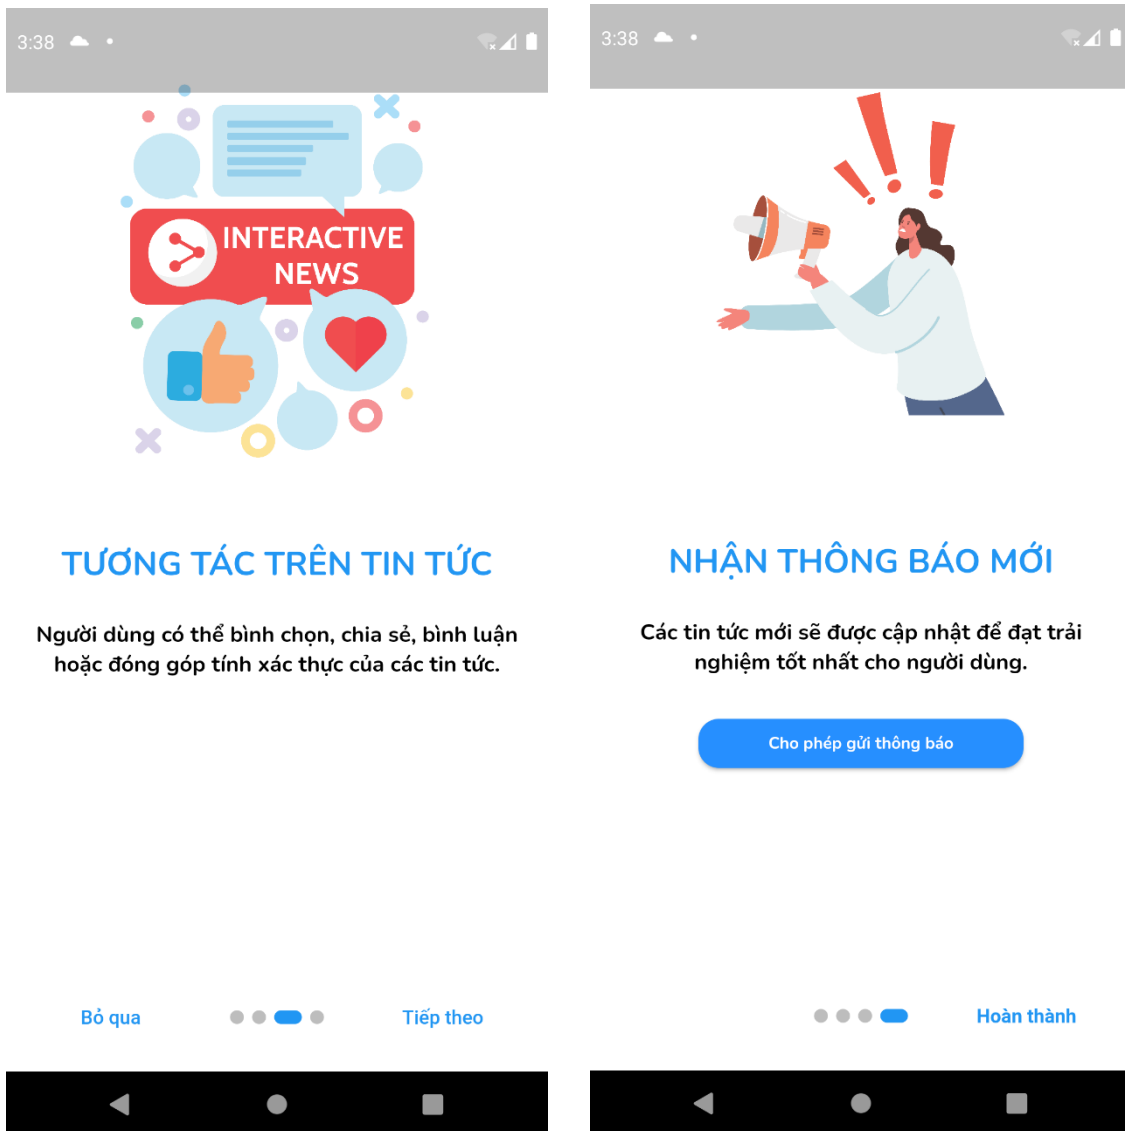 3:38
INTERACTIVE
NEWS
TƯƠNG TÁC TRÊN TIN TỨC
Người dùng có thể bình chọn, chia sẻ, bình luận
hoặc đóng góp tính xác thực của các tin tức.
Bỏ qua
Tiếp theo
3:38
NHẬN THÔNG BÁO MỚI
Các tin tức mới sẽ được cập nhật để đạt trải
nghiệm tốt nhất cho người dùng.
Cho phép gửi thông báo
Hoàn thành